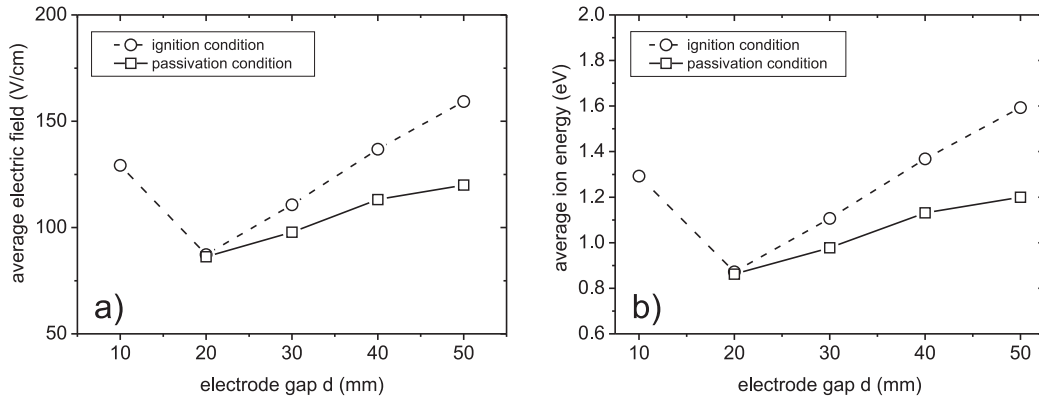 200
150
100
50
average electric field (V/cm)
ignition condition
passivation condition
a)
10 20 30 40 50
electrode gap d (mm)
2.0
1.8
1.6
1.4
1.2
1.0
0.8
0.6
average ion energy (eV)
ignition condition
passivation condition
b)
10 20 30 40 50
electrode gap d (mm)